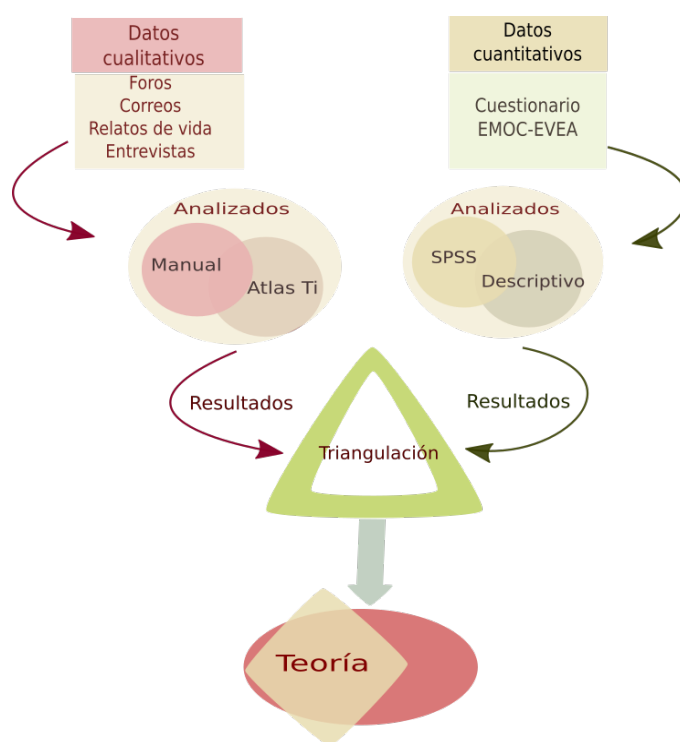 Datos
cualitativos
Foros
Correos
Relatos de vida
Entrevistas
Datos
cuantitativos
Cuestionario
EMOC-EVEA
Analizados
Manual
Atlas Ti
Analizados
SPSS
Descriptivo
Resultados
Resultados
Triangulación
Teoría